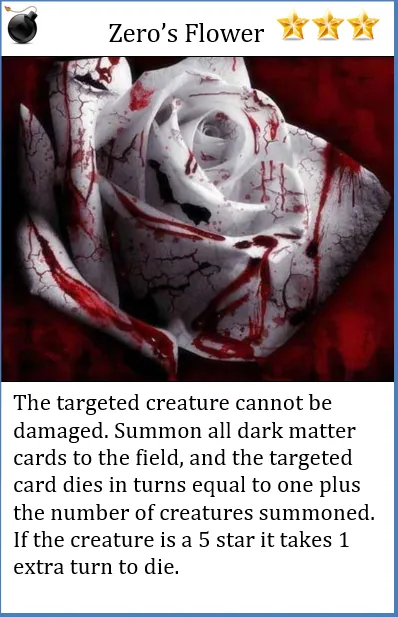 Zero’s Flower
The targeted creature cannot be
damaged. Summon all dark matter
cards to the field, and the targeted
card dies in turns equal to one plus
the number of creatures summoned.
If the creature is a 5 star it takes 1
extra turn to die.